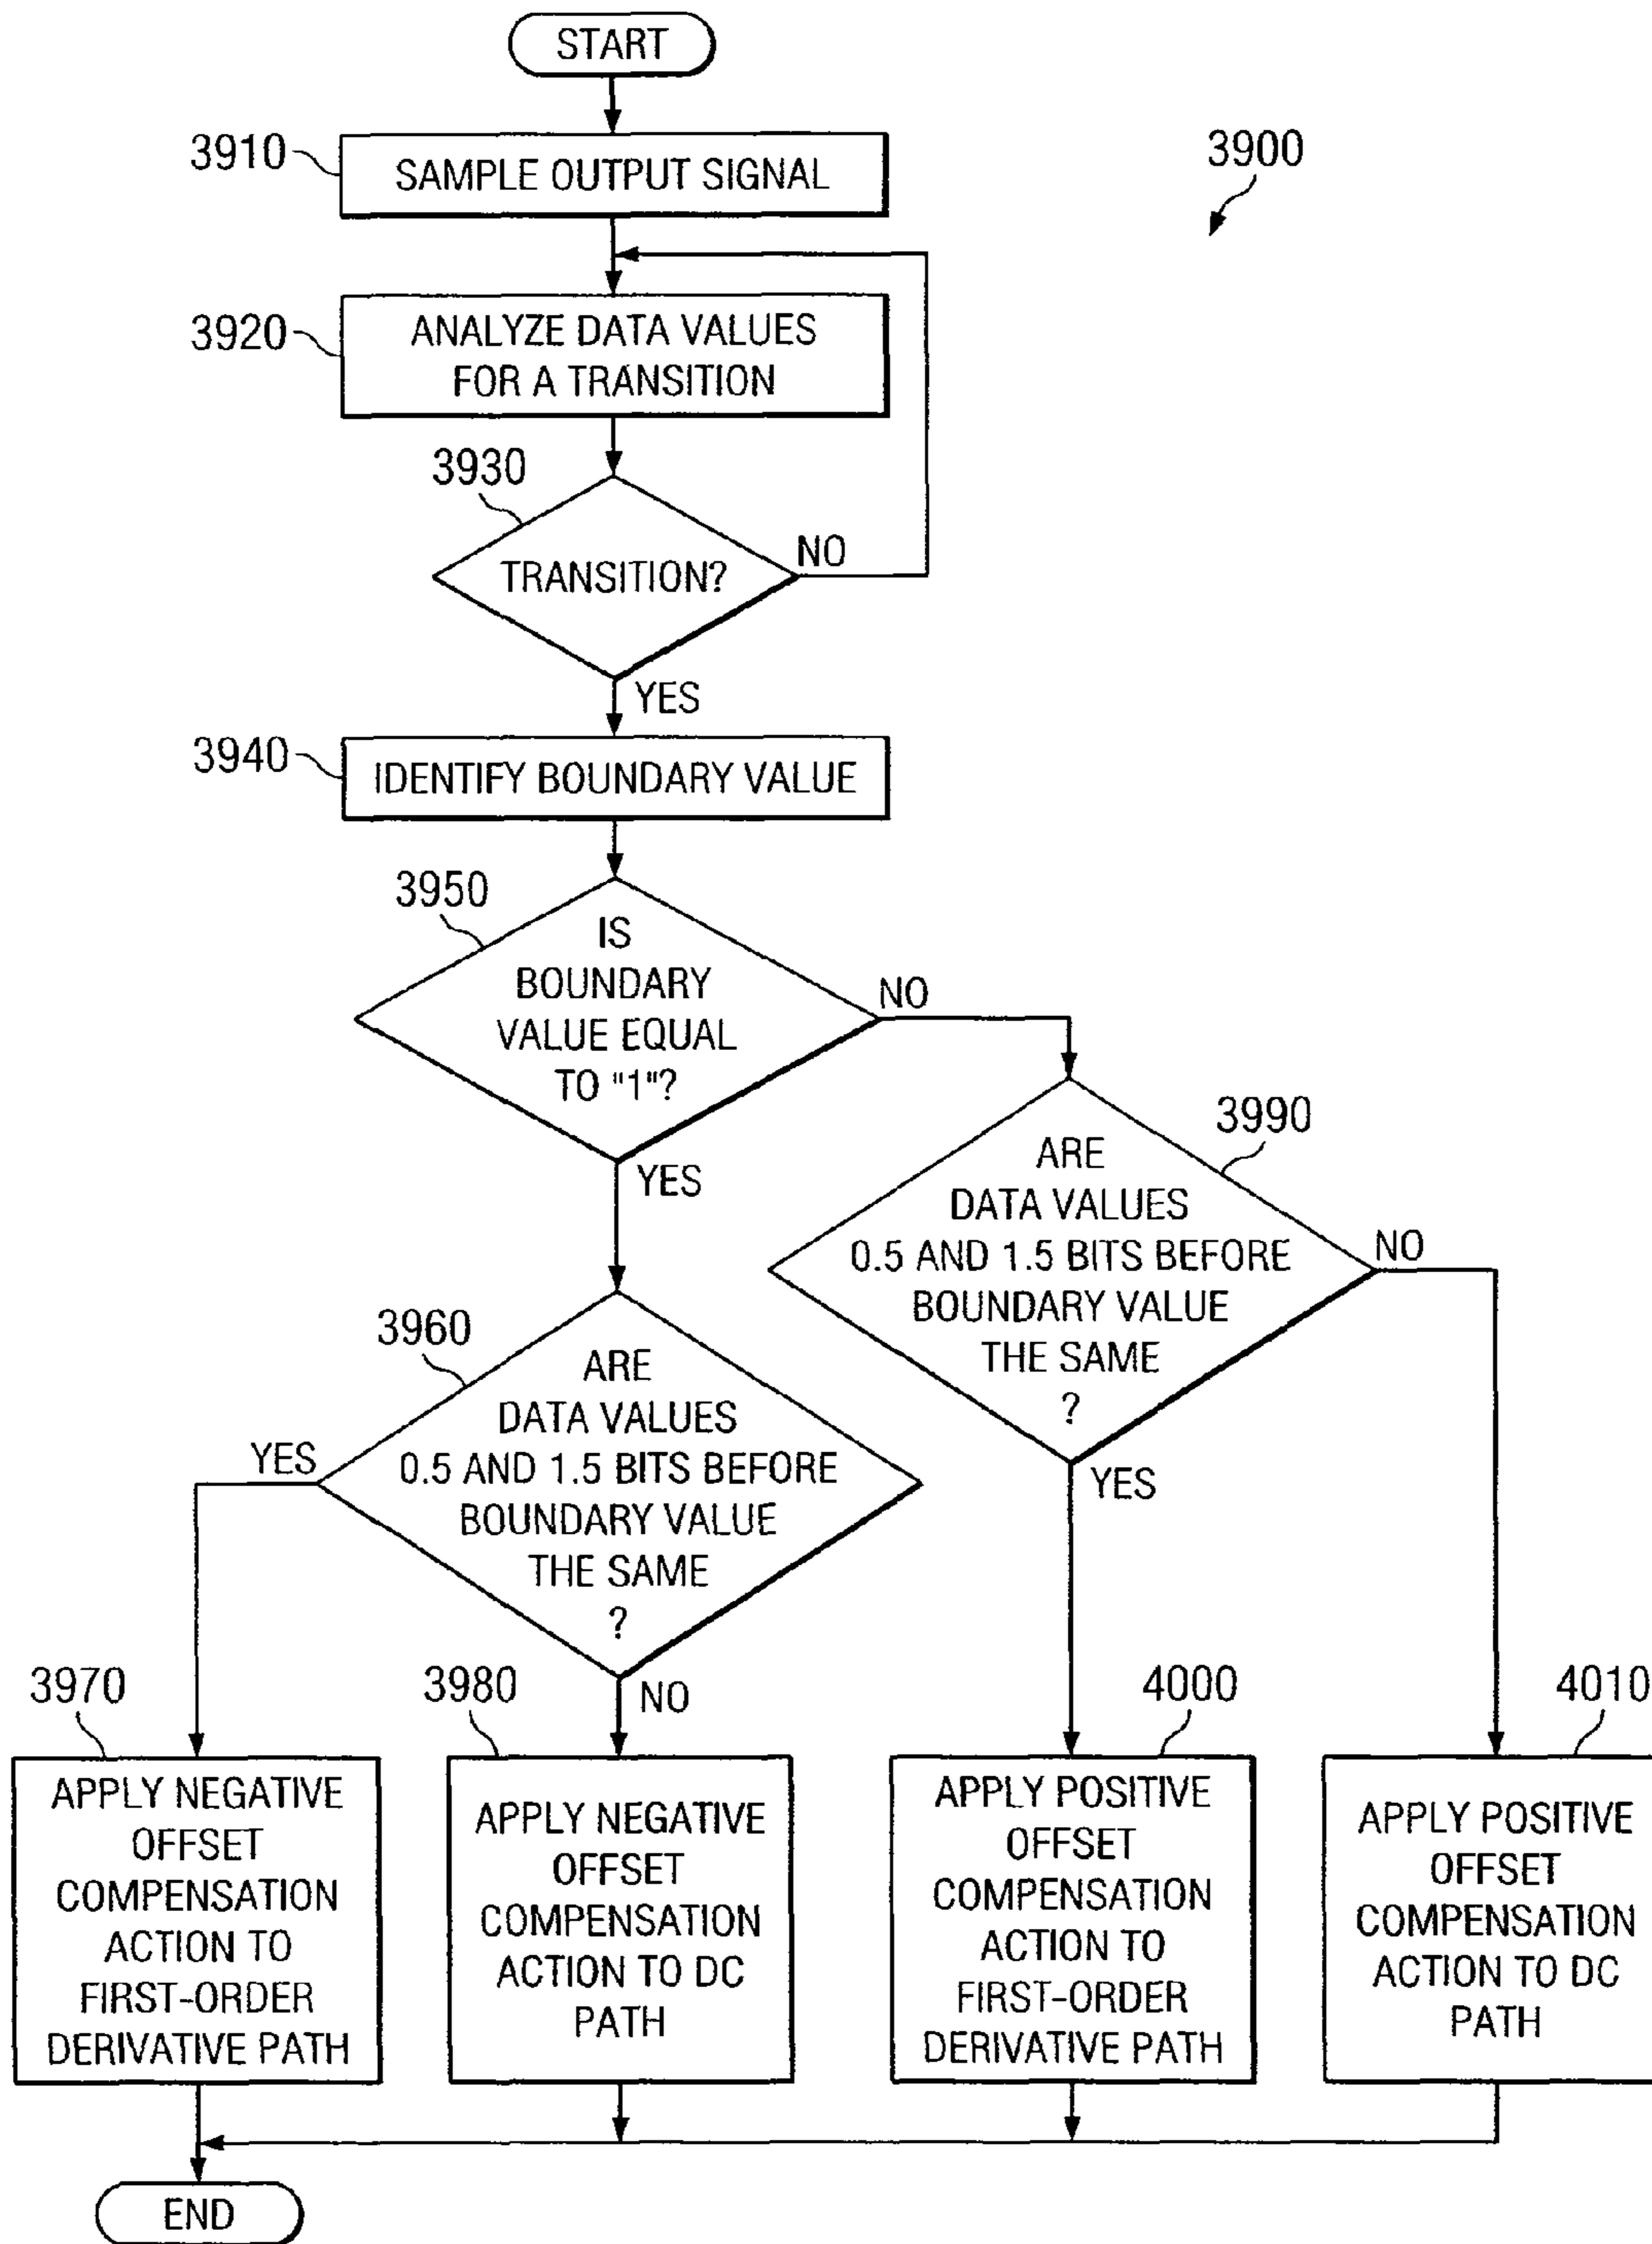 START
3910
SAMPLE OUTPUT SIGNAL
3900
3920
ANALYZE DATA VALUES
FOR A TRANSITION
3930
TRANSITION?
NO
YES
3940
IDENTIFY BOUNDARY VALUE
3950
IS
BOUNDARY
VALUE EQUAL
TO "1"?
NO
YES
3990
ARE
DATA VALUES
0.5 AND 1.5 BITS BEFORE
BOUNDARY VALUE
THE SAME
?
NO
YES
3960
ARE
DATA VALUES
0.5 AND 1.5 BITS BEFORE
BOUNDARY VALUE
THE SAME
?
YES
NO
3970
APPLY NEGATIVE
OFFSET
COMPENSATION
ACTION TO
FIRST-ORDER
DERIVATIVE PATH
3980
APPLY NEGATIVE
OFFSET
COMPENSATION
ACTION TO DC
PATH
4000
APPLY POSITIVE
OFFSET
COMPENSATION
ACTION TO
FIRST-ORDER
DERIVATIVE PATH
4010
APPLY POSITIVE
OFFSET
COMPENSATION
ACTION TO DC
PATH
END